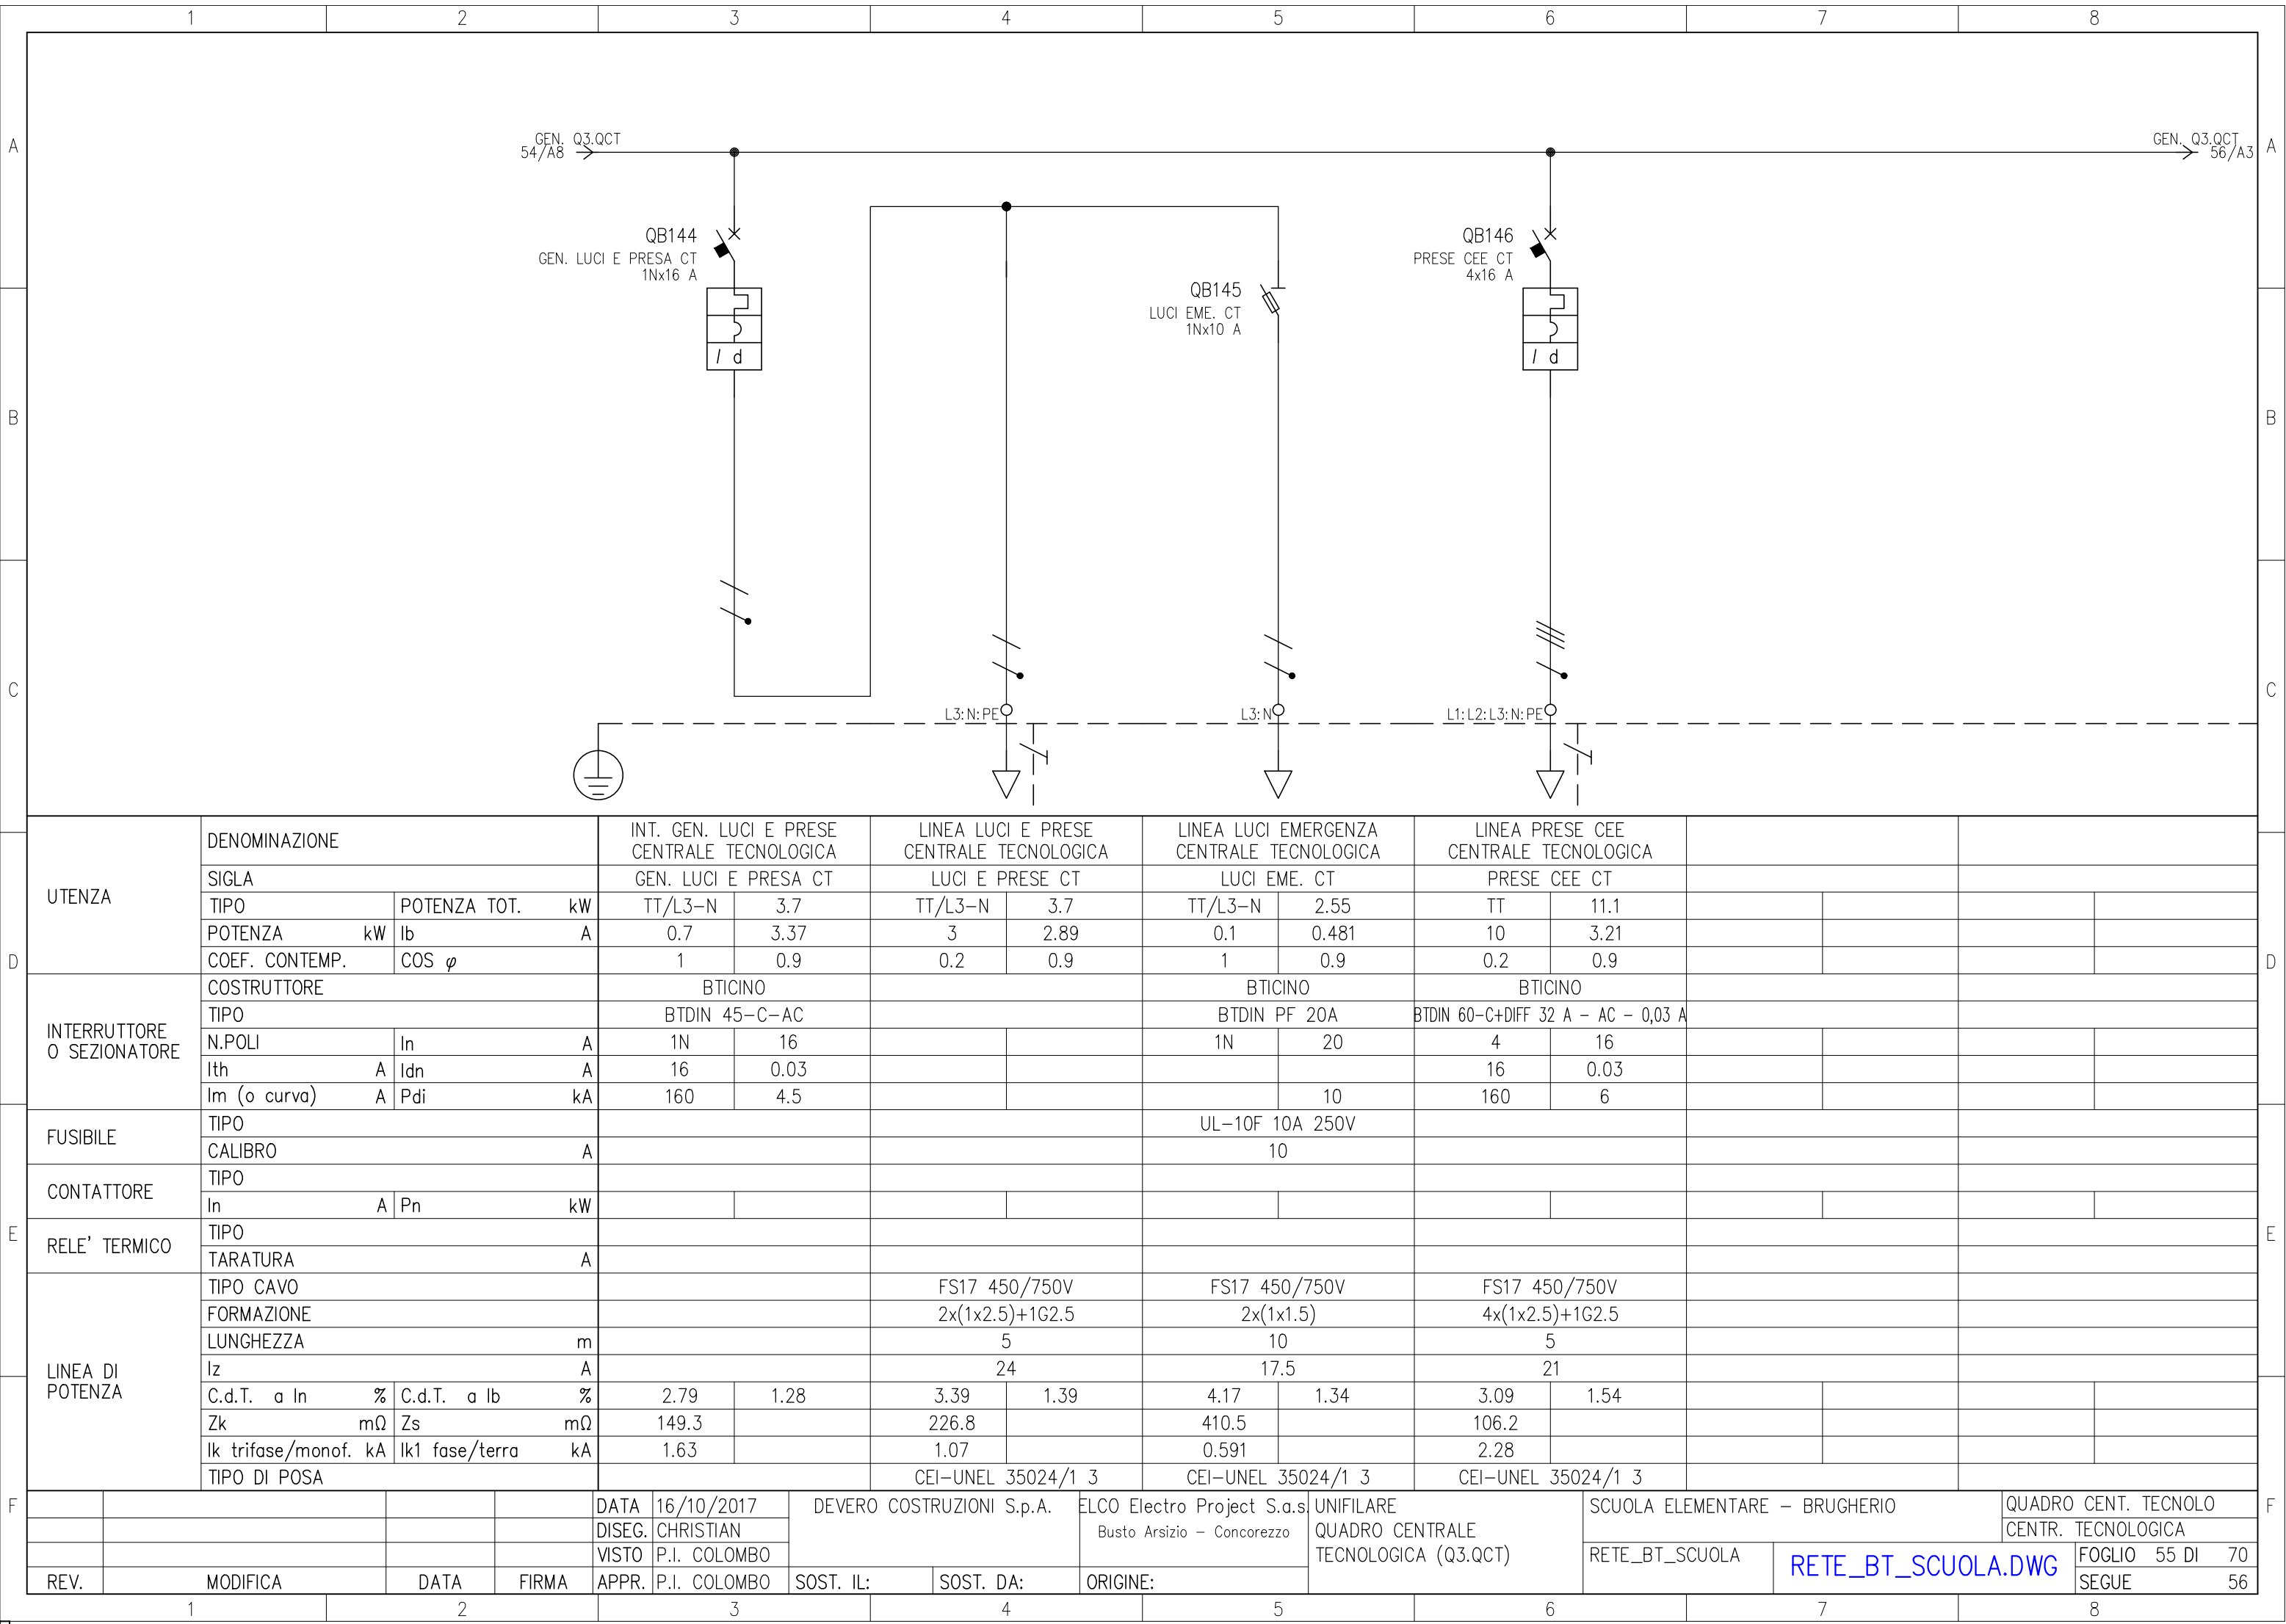 1 2 3 4 5 6 7 8
A
GEN. Q3.QCT
54/A8
GEN. Q3.QCT
56/A3
A
QB144
GEN. LUCI E PRESA CT
1Nx16 A
QB146
PRESE CEE CT
4x16 A
QB145
LUCI EME. CT
1Nx10 A
I d
I d
B
B
C
C
L3:N:PE
L3:N
L1:L2:L3:N:PE
UTENZA
DENOMINAZIONE
INT. GEN. LUCI E PRESE CENTRALE TECNOLOGICA
LINEA LUCI E PRESE CENTRALE TECNOLOGICA
LINEA LUCI EMERGENZA CENTRALE TECNOLOGICA
LINEA PRESE CEE CENTRALE TECNOLOGICA
SIGLA GEN. LUCI E PRESA CT LUCI E PRESE CT LUCI EME. CT PRESE CEE CT
TIPO POTENZA TOT. kW TT/L3-N 3.7 TT/L3-N 3.7 TT/L3-N 2.55 TT 11.1
POTENZA kW Ib A 0.7 3.37 3 2.89 0.1 0.481 10 3.21
D
COEF. CONTEMP. COS φ 1 0.9 0.2 0.9 1 0.9 0.2 0.9
D
INTERRUTTORE
O SEZIONATORE
COSTRUTTORE BTICINO BTICINO BTICINO
TIPO BTDIN 45-C-AC BTDIN PF 20A BTDIN 60-C+DIFF 32 A - AC - 0,03 A
N.POLI In A 1N 16 1N 20 4 16
Ith A Idn A 16 0.03 16 0.03
Im (o curva) A Pdi kA 160 4.5 10 160 6
FUSIBILE
TIPO UL-10F 10A 250V
CALIBRO A 10
CONTATTORE
TIPO
In A Pn kW
E
RELE' TERMICO
TIPO
TARATURA A
E
LINEA DI
POTENZA
TIPO CAVO FS17 450/750V FS17 450/750V FS17 450/750V
FORMAZIONE 2x(1x2.5)+1G2.5 2x(1x1.5) 4x(1x2.5)+1G2.5
LUNGHEZZA m 5 10 5
Iz A 24 17.5 21
C.d.T. a In % C.d.T. a Ib % 2.79 1.28 3.39 1.39 4.17 1.34 3.09 1.54
Zk mΩ Zs mΩ 149.3 226.8 410.5 106.2
Ik trifase/monof. kA Ik1 fase/terra kA 1.63 1.07 0.591 2.28
TIPO DI POSA CEI-UNEL 35024/1 3 CEI-UNEL 35024/1 3 CEI-UNEL 35024/1 3
F
F
DATA 16/10/2017
DISEG. CHRISTIAN
VISTO P.I. COLOMBO
REV. MODIFICA DATA FIRMA APPR. P.I. COLOMBO
DEVERO COSTRUZIONI S.p.A.
SOST. IL: SOST. DA: ORIGINE:
ELCO Electro Project S.a.s.
Busto Arsizio - Concorezzo
UNIFILARE
QUADRO CENTRALE
TECNOLOGICA (Q3.QCT)
SCUOLA ELEMENTARE - BRUGHERIO
RETE_BT_SCUOLA
RETE_BT_SCUOLA.DWG
QUADRO CENT. TECNOLO
CENTR. TECNOLOGICA
FOGLIO 55 DI 70
SEGUE 56
1 2 3 4 5 6 7 8